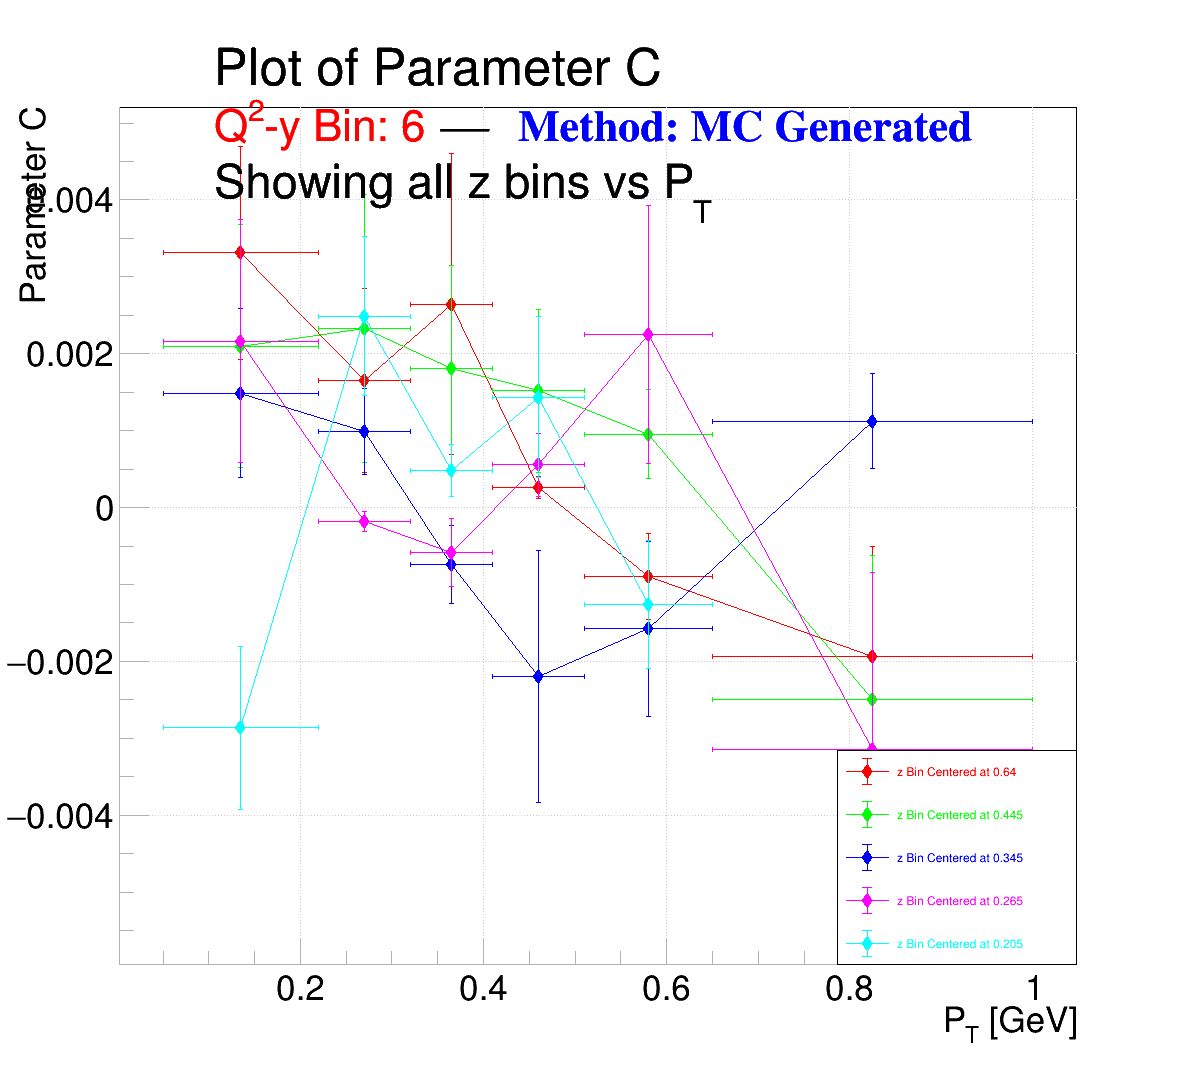 Plot of Parameter C
Q²-y Bin: 6 — Method: MC Generated
Showing all z bins vs P_T
Parameter C
0.004
0.002
0
−0.002
−0.004
z Bin Centered at 0.64
z Bin Centered at 0.445
z Bin Centered at 0.345
z Bin Centered at 0.265
z Bin Centered at 0.205
0.2 0.4 0.6 0.8 1
P_T [GeV]